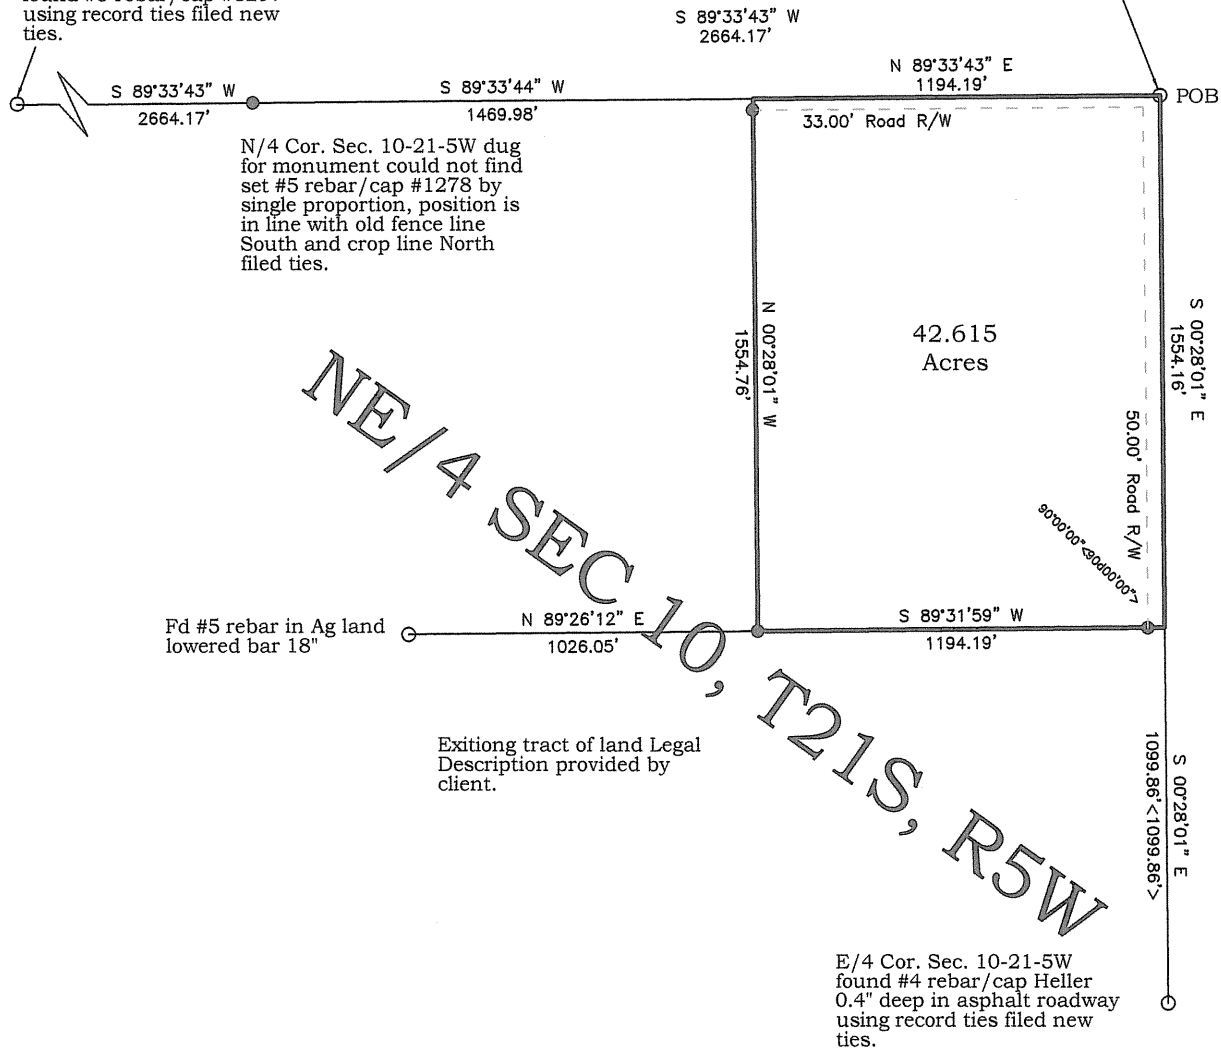 using record ties filed new
ties.
S 89°33'43" W
2664.17'
N 89°33'43" E
1194.19'
POB
S 89°33'43" W
2664.17'
S 89°33'44" W
1469.98'
33.00' Road R/W
N/4 Cor. Sec. 10-21-5W dug
for monument could not find
set #5 rebar/cap #1278 by
single proportion, position is
in line with old fence line
South and crop line North
filed ties.
N 00°28'01" W
1554.76'
42.615
Acres
S 00°28'01" E
1554.16'
50.00' Road R/W
NE/4 SEC 10, T21S, R5W
Fd #5 rebar in Ag land
lowered bar 18"
N 89°26'12" E
1026.05'
S 89°31'59" W
1194.19'
Exitiong tract of land Legal
Description provided by
client.
S 00°28'01" E
1099.86'<1099.86'>
E/4 Cor. Sec. 10-21-5W
found #4 rebar/cap Heller
0.4" deep in asphalt roadway
using record ties filed new
ties.